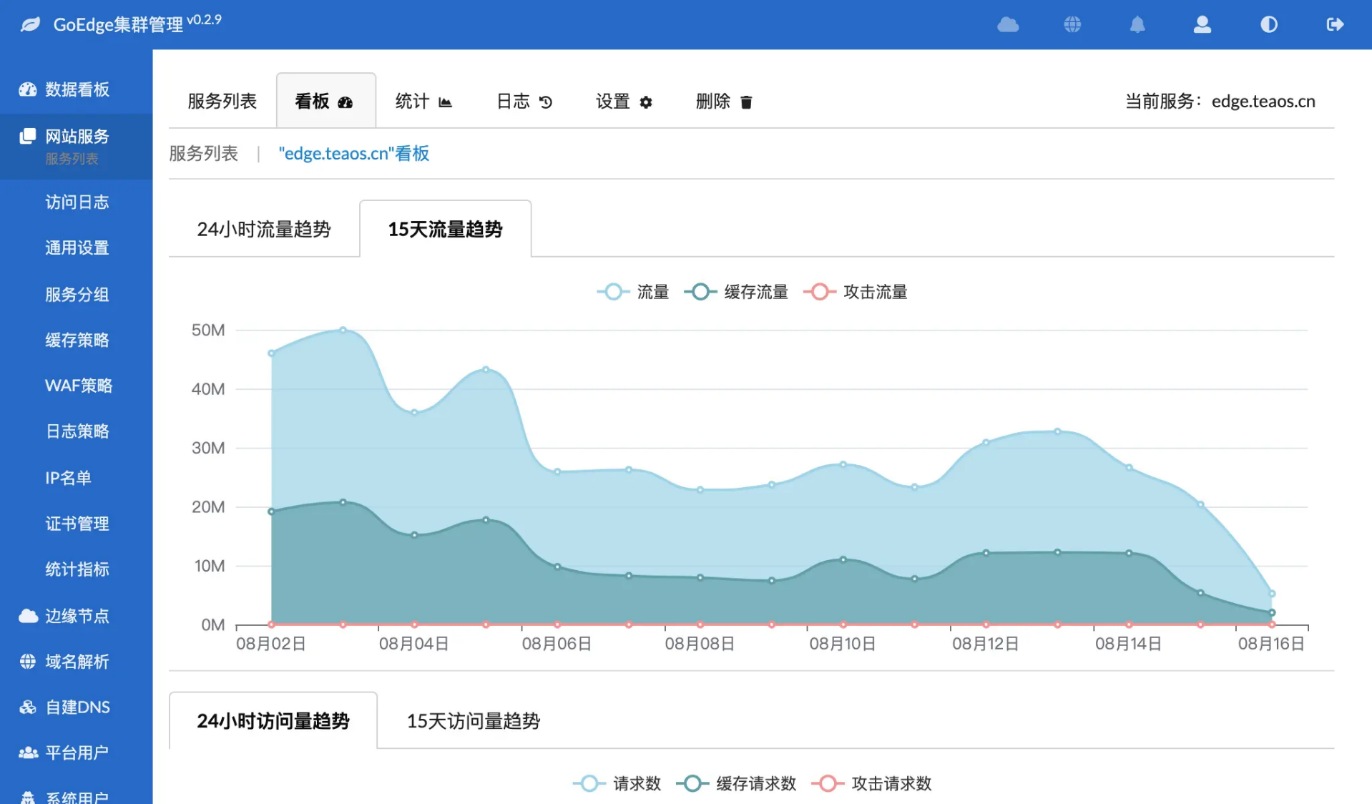 GoEdge集群管理 v0.2.9
数据看板
网站服务
服务列表
访问日志
通用设置
服务分组
缓存策略
WAF策略
日志策略
IP名单
证书管理
统计指标
边缘节点
域名解析
自建DNS
平台用户
系统用户
服务列表 看板 统计 日志 设置 删除 当前服务：edge.teaos.cn
服务列表 | "edge.teaos.cn"看板
24小时流量趋势 15天流量趋势
流量 缓存流量 攻击流量
50M
40M
30M
20M
10M
0M
08月02日 08月04日 08月06日 08月08日 08月10日 08月12日 08月14日 08月16日
24小时访问量趋势 15天访问量趋势
请求数 缓存请求数 攻击请求数